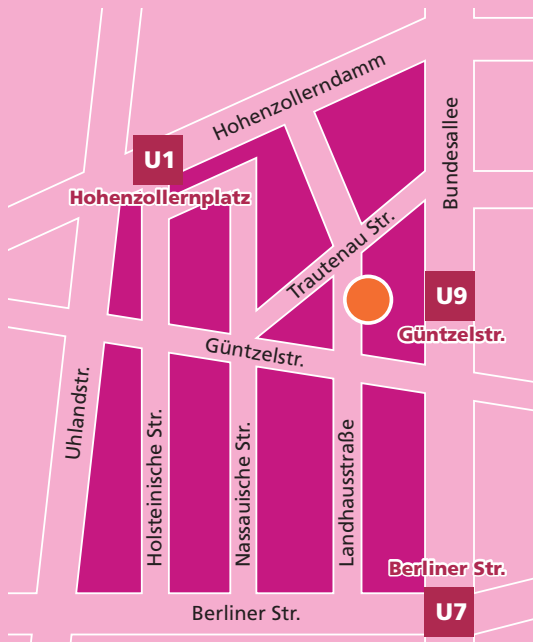 Hohenzollerndamm
U1
Hohenzollernplatz
Bundesallee
Trautenau Str.
U9
Güntzelstr.
Güntzelstr.
Uhlandstr.
Holsteinische Str.
Nassauische Str.
Landhausstraße
Berliner Str.
U7
Berliner Str.